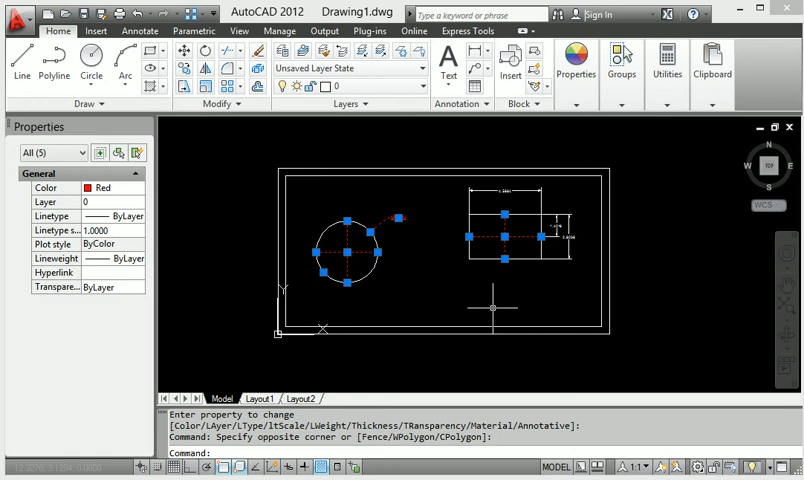 AutoCAD 2012 Drawing1.dwg
Type a keyword or phrase
Sign In
Home Insert Annotate Parametric View Manage Output Plug-ins Online Express Tools
Line Polyline Circle Arc
Unsaved Layer State
0
Text Insert Properties Groups Utilities Clipboard
Draw Modify Layers Annotation Block
Properties
All (5)
General
Color Red
Layer 0
Linetype ByLayer
Linetype s... 1.0000
Plot style ByColor
Lineweight ByLayer
Hyperlink
Transpare... ByLayer
N
W TOP E
S
WCS
Y
X
Model Layout1 Layout2
Enter property to change
[Color/LAyer/LType/ltScale/LWeight/Thickness/TRansparency/Material/Annotative]:
Command: Specify opposite corner or [Fence/WPolygon/CPolygon]:
Command:
MODEL 1:1